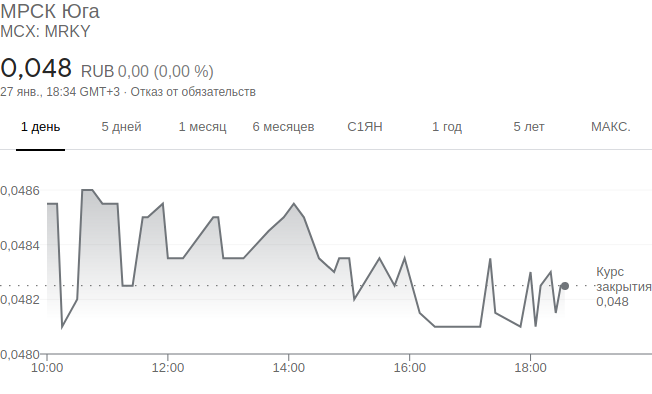 МРСК Юга
MCX: MRKY
0,048 RUB 0,00 (0,00 %)
27 янв., 18:34 GMT+3 · Отказ от обязательств
1 день 5 дней 1 месяц 6 месяцев С1ЯН 1 год 5 лет МАКС.
0,0486
0,0484
0,0482
0,0480
Курс
закрытия
0,048
10:00 12:00 14:00 16:00 18:00